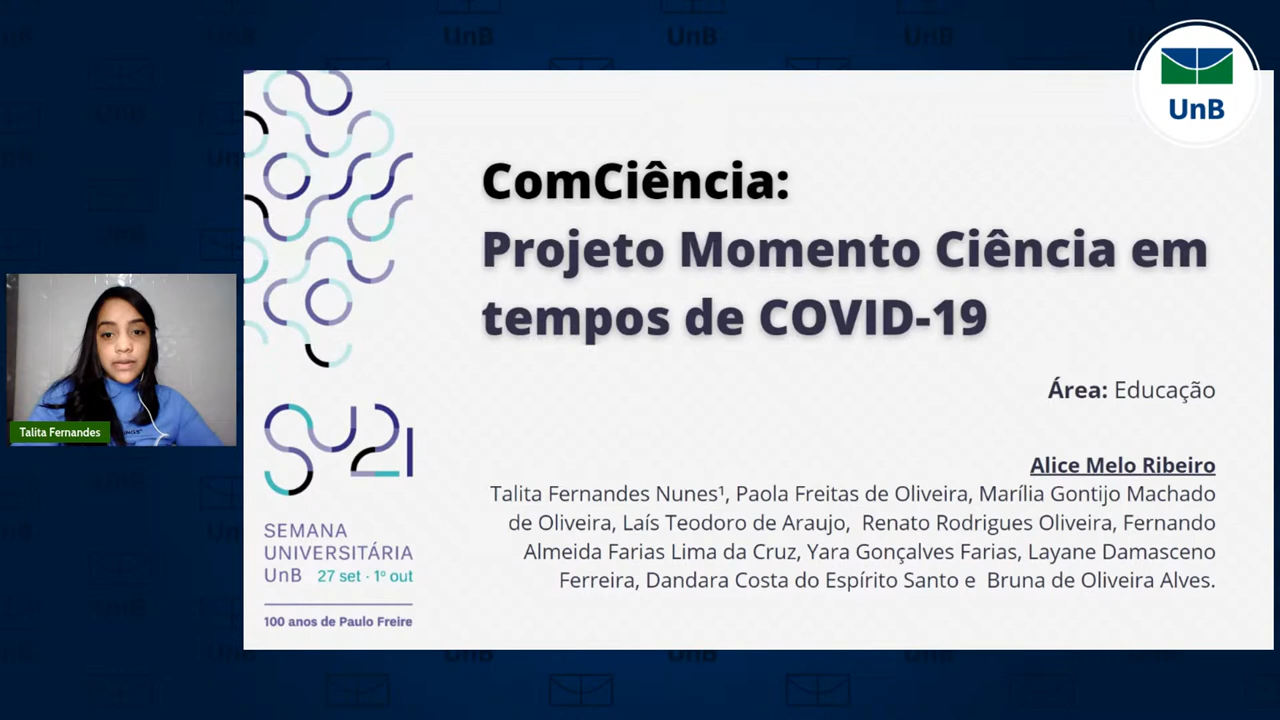 UnB
ComCiência:
Projeto Momento Ciência em
tempos de COVID-19
Área: Educação
Alice Melo Ribeiro
Talita Fernandes Nunes¹, Paola Freitas de Oliveira, Marília Gontijo Machado
de Oliveira, Laís Teodoro de Araujo, Renato Rodrigues Oliveira, Fernando
Almeida Farias Lima da Cruz, Yara Gonçalves Farias, Layane Damasceno
Ferreira, Dandara Costa do Espírito Santo e Bruna de Oliveira Alves.
Talita Fernandes
SU21
SEMANA
UNIVERSITÁRIA
UnB 27 set · 1º out
100 anos de Paulo Freire